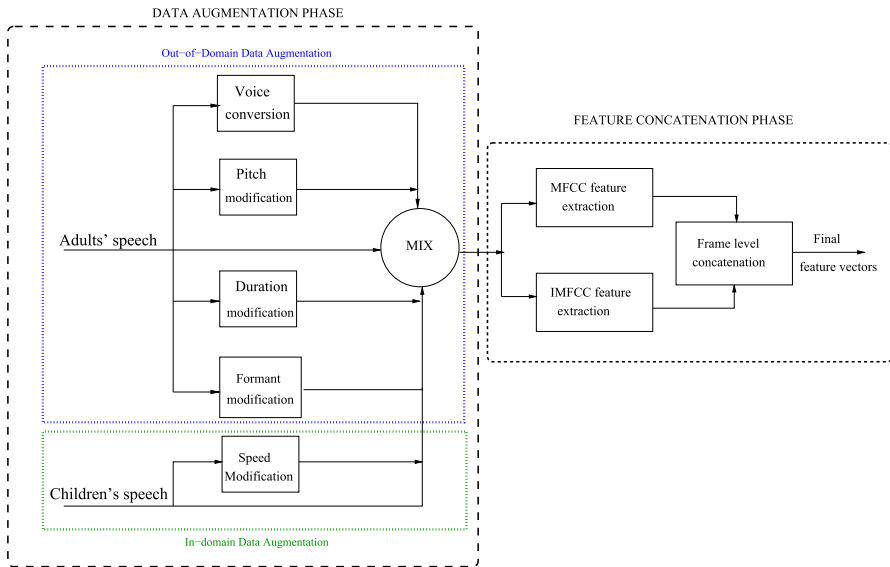 DATA AUGMENTATION PHASE
Out−of−Domain Data Augmentation
Voice
conversion
Pitch
modification
Adults' speech
MIX
Duration
modification
Formant
modification
Speed
Modification
Children's speech
In−domain Data Augmentation
FEATURE CONCATENATION PHASE
MFCC feature
extraction
Frame level
concatenation
Final
feature vectors
IMFCC feature
extraction